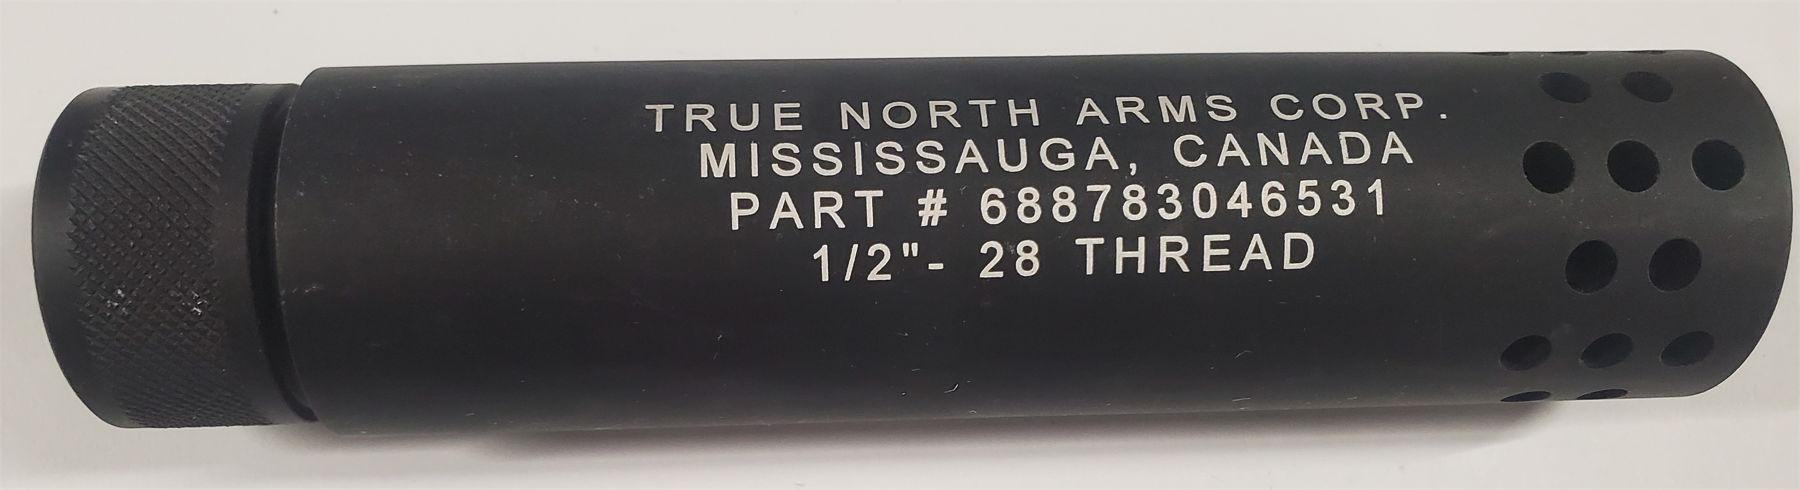 TRUE NORTH ARMS CORP.
MISSISSAUGA, CANADA
PART # 688783046531
1/2"- 28 THREAD